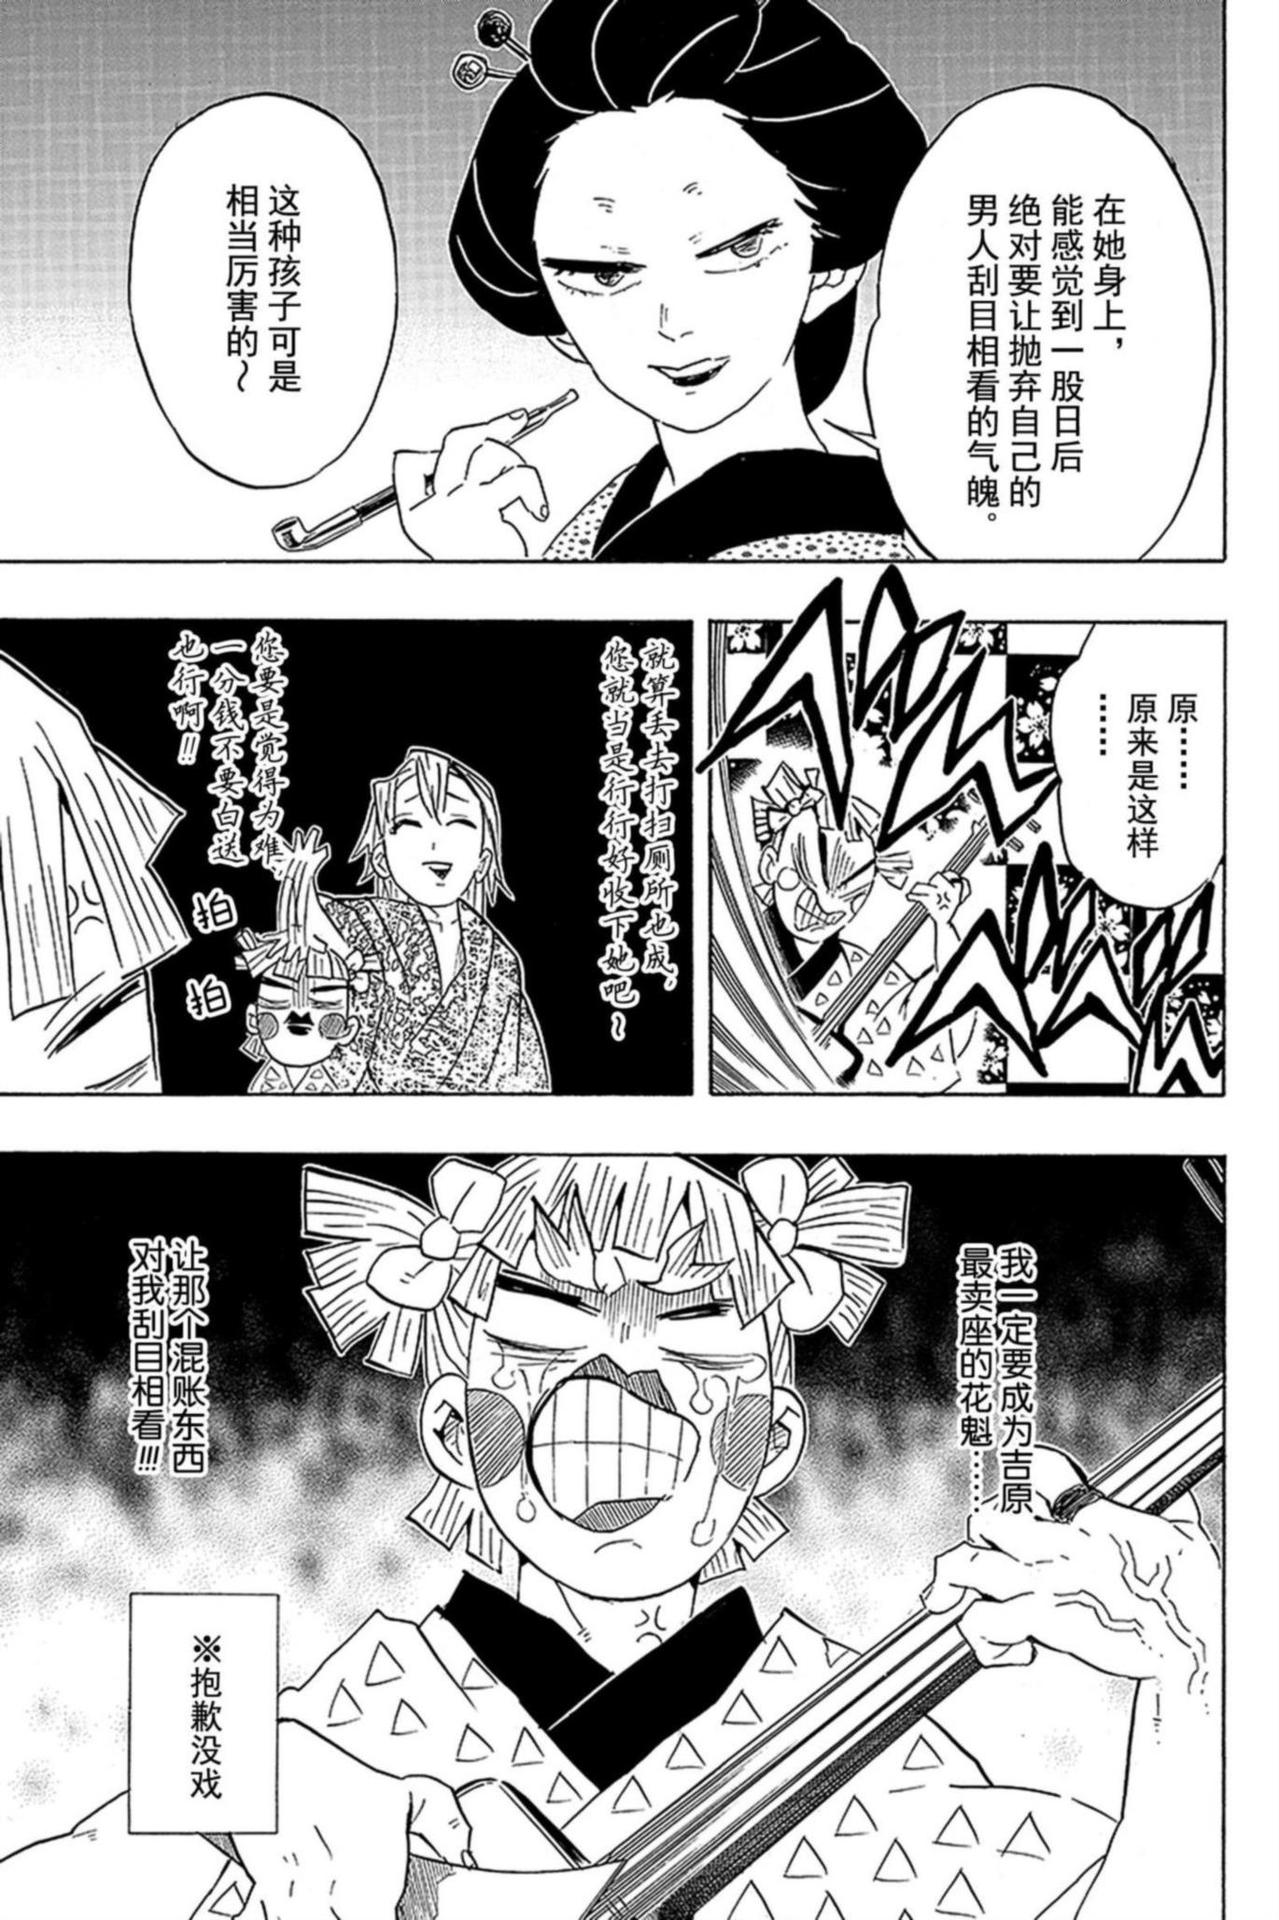 在她身上，
能感觉到一股日后
绝对要让抛弃自己的
男人刮目相看的气魄。
这种孩子可是
相当厉害的～
原……
原来是这样
……
就算丢去打扫厕所也成，
您就当是行行好收下她吧～
您要是觉得为难，
一分钱不要白送
也行啊!!
拍
拍
我一定要成为吉原
最卖座的花魁……
让那个混账东西
对我刮目相看!!!
※抱歉没戏